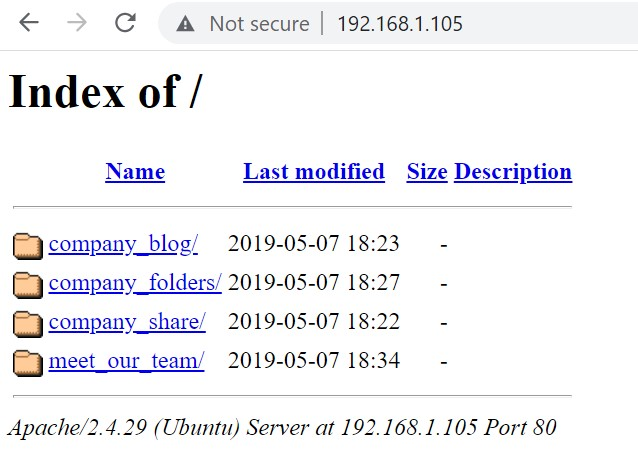 Not secure | 192.168.1.105
Index of /
Name Last modified Size Description
company_blog/ 2019-05-07 18:23 -
company_folders/ 2019-05-07 18:27 -
company_share/ 2019-05-07 18:22 -
meet_our_team/ 2019-05-07 18:34 -
Apache/2.4.29 (Ubuntu) Server at 192.168.1.105 Port 80